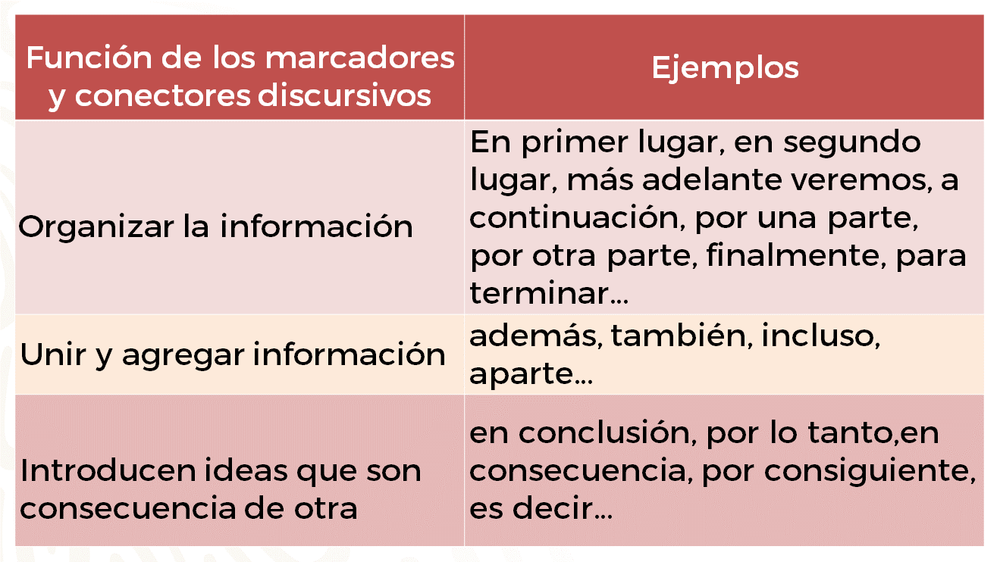 Función de los marcadores
y conectores discursivos
Ejemplos
Organizar la información
En primer lugar, en segundo
lugar, más adelante veremos, a
continuación, por una parte,
por otra parte, finalmente, para
terminar...
Unir y agregar información
además, también, incluso,
aparte...
Introducen ideas que son
consecuencia de otra
en conclusión, por lo tanto,en
consecuencia, por consiguiente,
es decir...